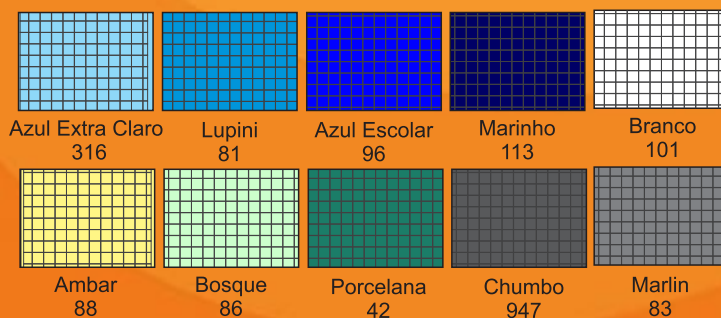 Azul Extra Claro
316
Lupini
81
Azul Escolar
96
Marinho
113
Branco
101
Ambar
88
Bosque
86
Porcelana
42
Chumbo
947
Marlin
83